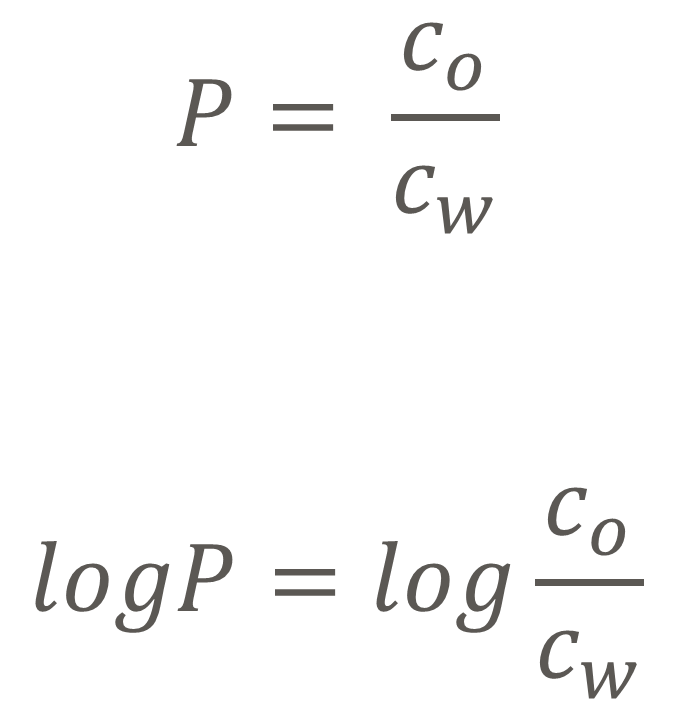 P = c_o / c_w
logP = log c_o / c_w